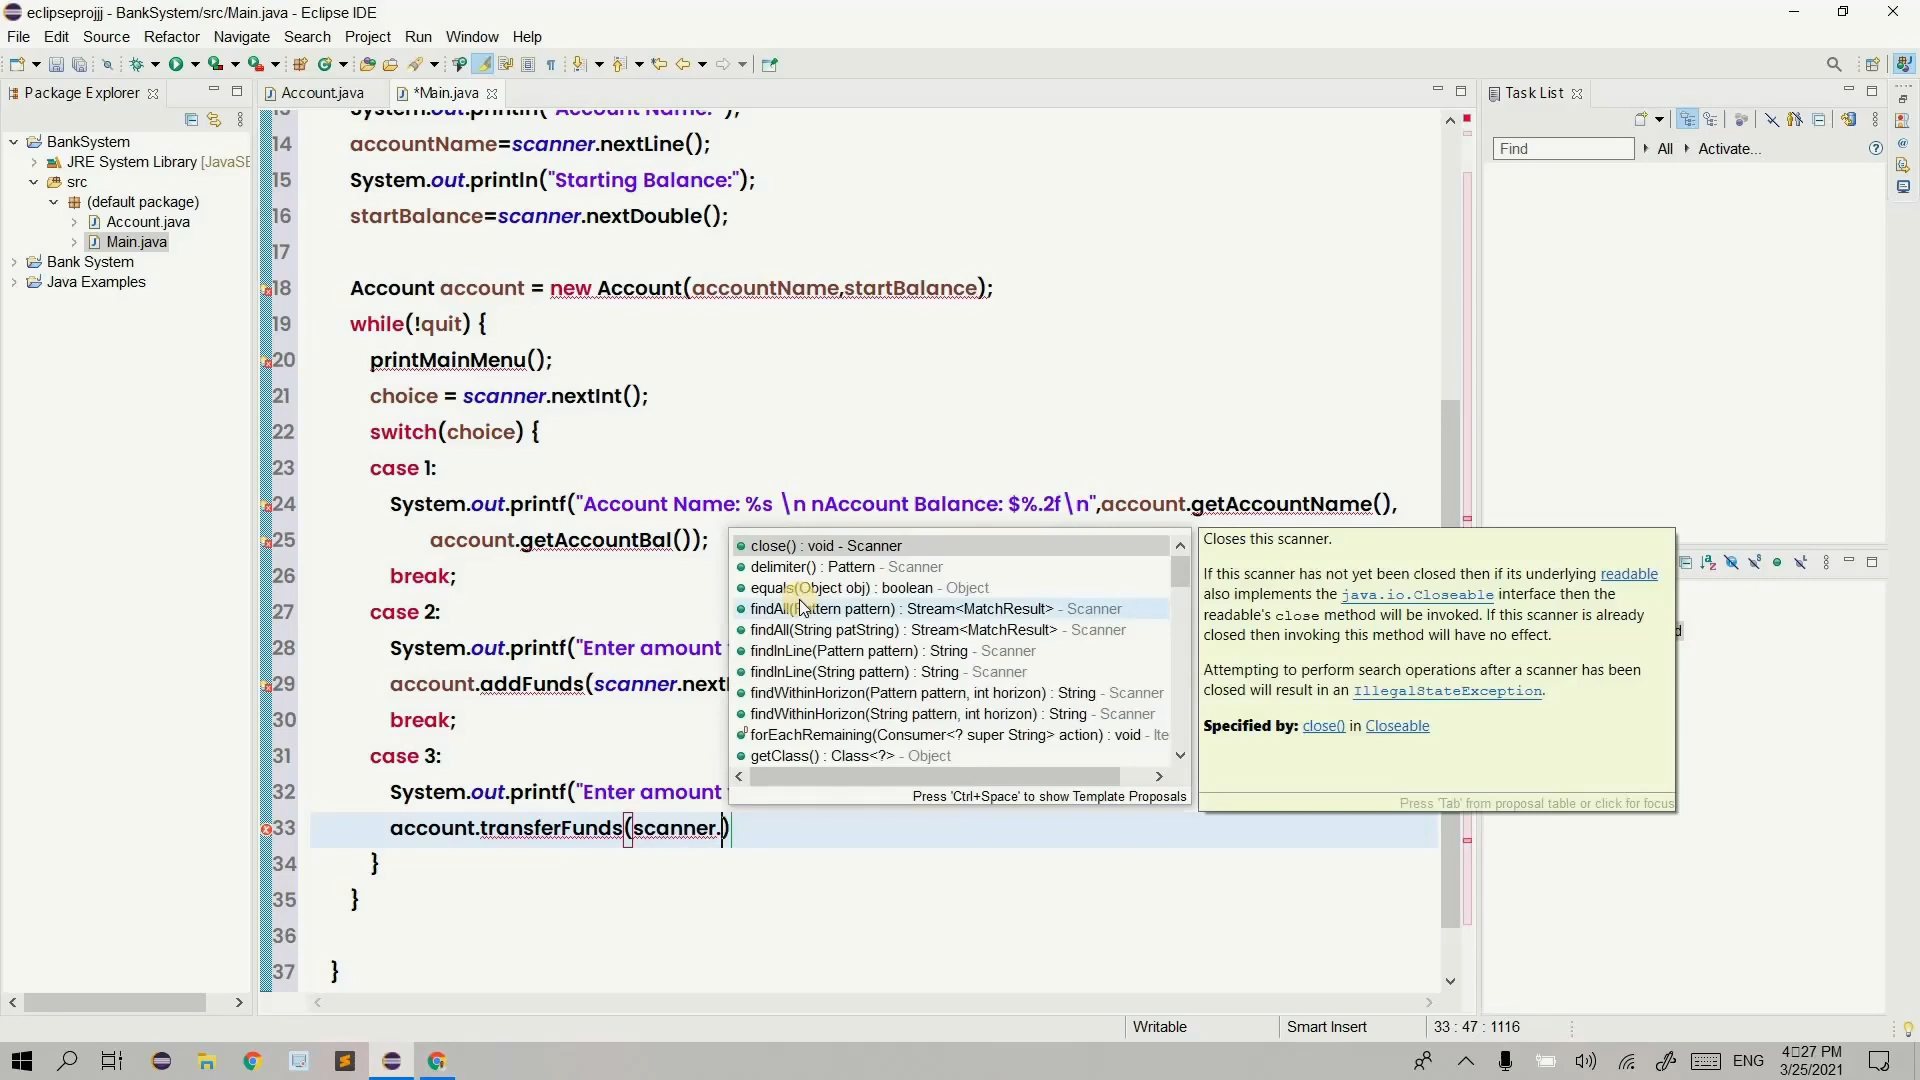 eclipseprojjj - BankSystem/src/Main.java - Eclipse IDE
File Edit Source Refactor Navigate Search Project Run Window Help
Package Explorer
Account.java
*Main.java
Task List
BankSystem
JRE System Library [JavaSE
src
(default package)
Account.java
Main.java
Bank System
Java Examples
Find
All
Activate...
14 accountName=scanner.nextLine();
15 System.out.println("Starting Balance:");
16 startBalance=scanner.nextDouble();
17
18 Account account = new Account(accountName,startBalance);
19 while(!quit) {
20 printMainMenu();
21 choice = scanner.nextInt();
22 switch(choice) {
23 case 1:
24 System.out.printf("Account Name: %s \n nAccount Balance: $%.2f\n",account.getAccountName(),
25 account.getAccountBal());
26 break;
27 case 2:
28 System.out.printf("Enter amount
29 account.addFunds(scanner.next
30 break;
31 case 3:
32 System.out.printf("Enter amount
33 account.transferFunds(scanner.)
34 }
35 }
36
37 }
close() : void - Scanner
delimiter() : Pattern - Scanner
equals(Object obj) : boolean - Object
findAll(Pattern pattern) : Stream<MatchResult> - Scanner
findAll(String patString) : Stream<MatchResult> - Scanner
findInLine(Pattern pattern) : String - Scanner
findInLine(String pattern) : String - Scanner
findWithinHorizon(Pattern pattern, int horizon) : String - Scanner
findWithinHorizon(String pattern, int horizon) : String - Scanner
forEachRemaining(Consumer<? super String> action) : void - Ite
getClass() : Class<?> - Object
Press 'Ctrl+Space' to show Template Proposals
Closes this scanner.
If this scanner has not yet been closed then if its underlying readable
also implements the java.io.Closeable interface then the
readable's close method will be invoked. If this scanner is already
closed then invoking this method will have no effect.
Attempting to perform search operations after a scanner has been
closed will result in an IllegalStateException.
Specified by: close() in Closeable
Press 'Tab' from proposal table or click for focus
Writable
Smart Insert
33 : 47 : 1116
ENG
4:27 PM
3/25/2021